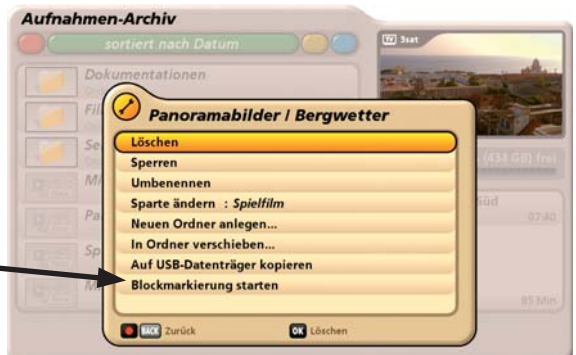 Aufnahmen-Archiv
sortiert nach Datum
TV 3sat
Dokumentationen
Panoramabilder / Bergwetter
Löschen
Sperren
Umbenennen
Sparte ändern : Spielfilm
Neuen Ordner anlegen...
In Ordner verschieben...
Auf USB-Datenträger kopieren
Blockmarkierung starten
(434 GB) frei
Süd
07:40
85 Min
BACK Zurück OK Löschen